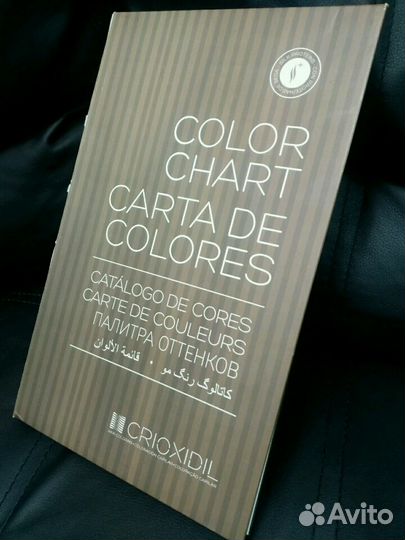 COLOR
CHART
CARTA DE
COLORES
CATÁLOGO DE CORES
CARTE DE COULEURS
ПАЛИТРА ОТТЕНКОВ
کاتالوگ رنگ مو • قائمة الألوان
CRIOXIDIL
Avito